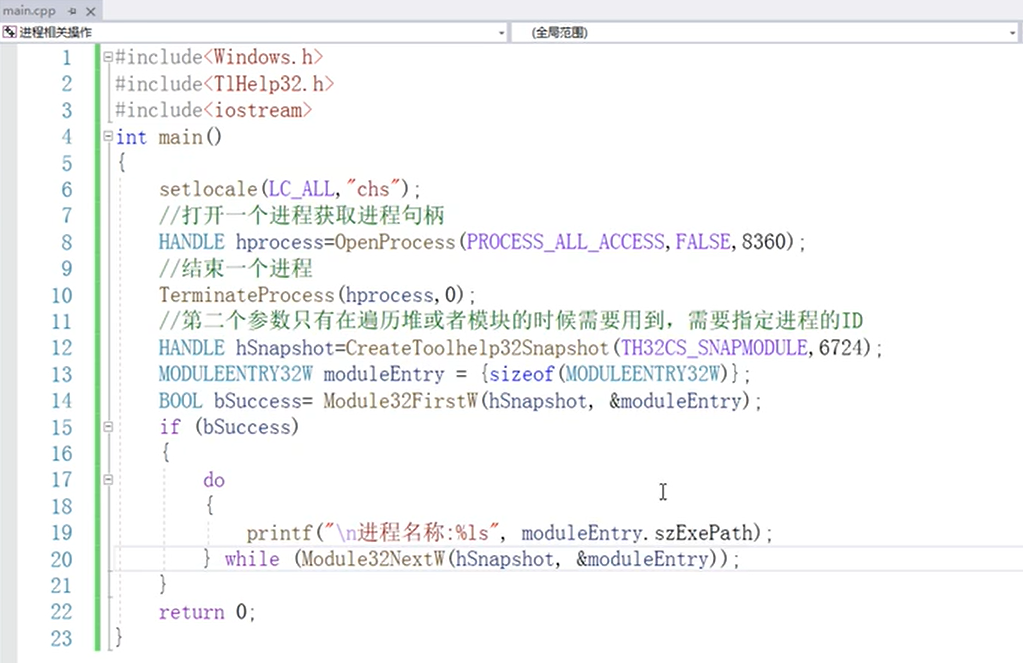 main.cpp
进程相关操作 (全局范围)
1 #include<Windows.h>
2 #include<TlHelp32.h>
3 #include<iostream>
4 int main()
5 {
6 setlocale(LC_ALL,"chs");
7 //打开一个进程获取进程句柄
8 HANDLE hprocess=OpenProcess(PROCESS_ALL_ACCESS,FALSE,8360);
9 //结束一个进程
10 TerminateProcess(hprocess,0);
11 //第二个参数只有在遍历堆或者模块的时候需要用到，需要指定进程的ID
12 HANDLE hSnapshot=CreateToolhelp32Snapshot(TH32CS_SNAPMODULE,6724);
13 MODULEENTRY32W moduleEntry = {sizeof(MODULEENTRY32W)};
14 BOOL bSuccess= Module32FirstW(hSnapshot, &moduleEntry);
15 if (bSuccess)
16 {
17 do
18 {
19 printf("\n进程名称:%ls", moduleEntry.szExePath);
20 } while (Module32NextW(hSnapshot, &moduleEntry));
21 }
22 return 0;
23 }